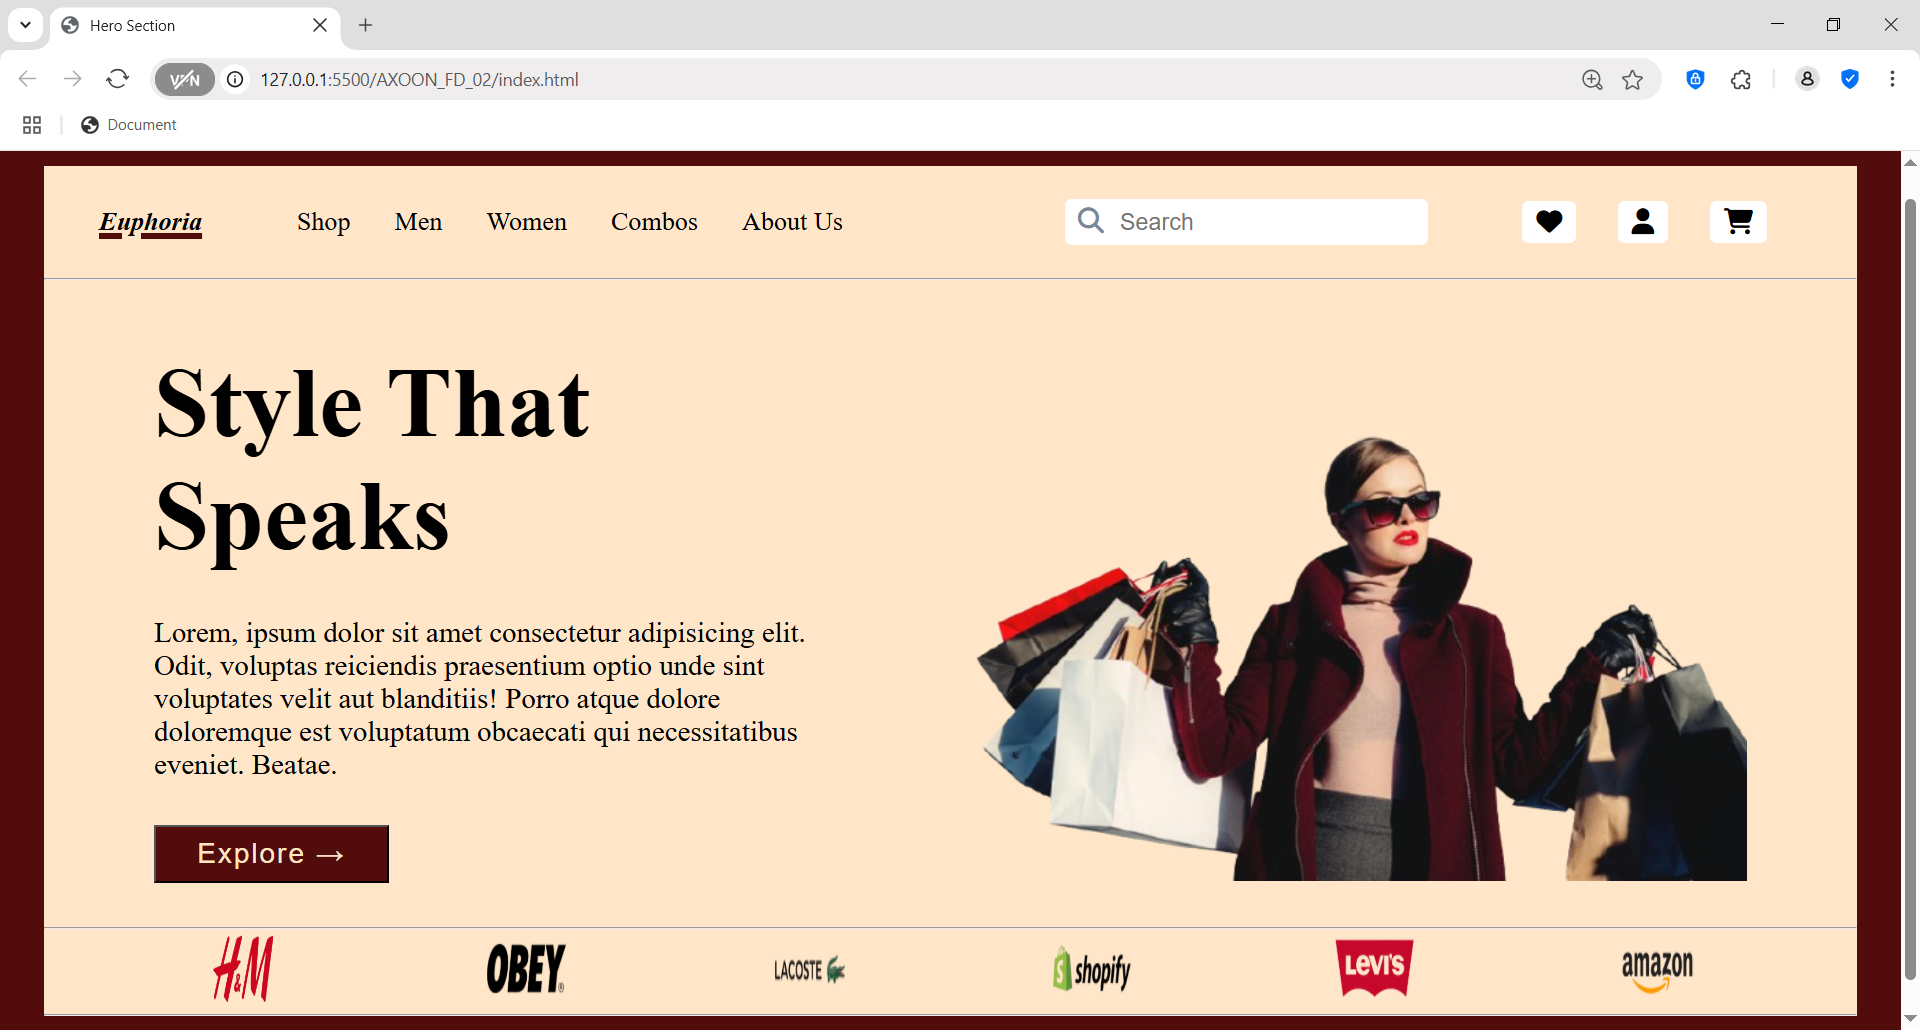 Hero Section
VPN
127.0.0.1:5500/AXOON_FD_02/index.html
Document
Euphoria
Shop
Men
Women
Combos
About Us
Search
Style That
Speaks
Lorem, ipsum dolor sit amet consectetur adipisicing elit.
Odit, voluptas reiciendis praesentium optio unde sint
voluptates velit aut blanditiis! Porro atque dolore
doloremque est voluptatum obcaecati qui necessitatibus
eveniet. Beatae.
Explore →
H&M
OBEY®
LACOSTE
S shopify
LEVI'S
amazon